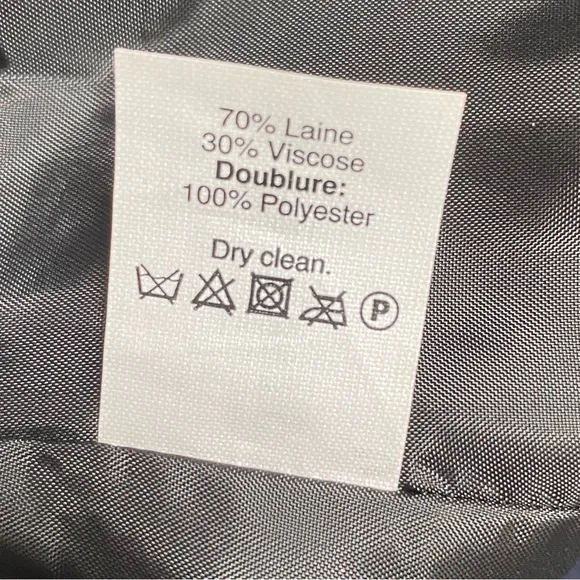 70% Laine
30% Viscose
Doublure:
100% Polyester
Dry clean.
P